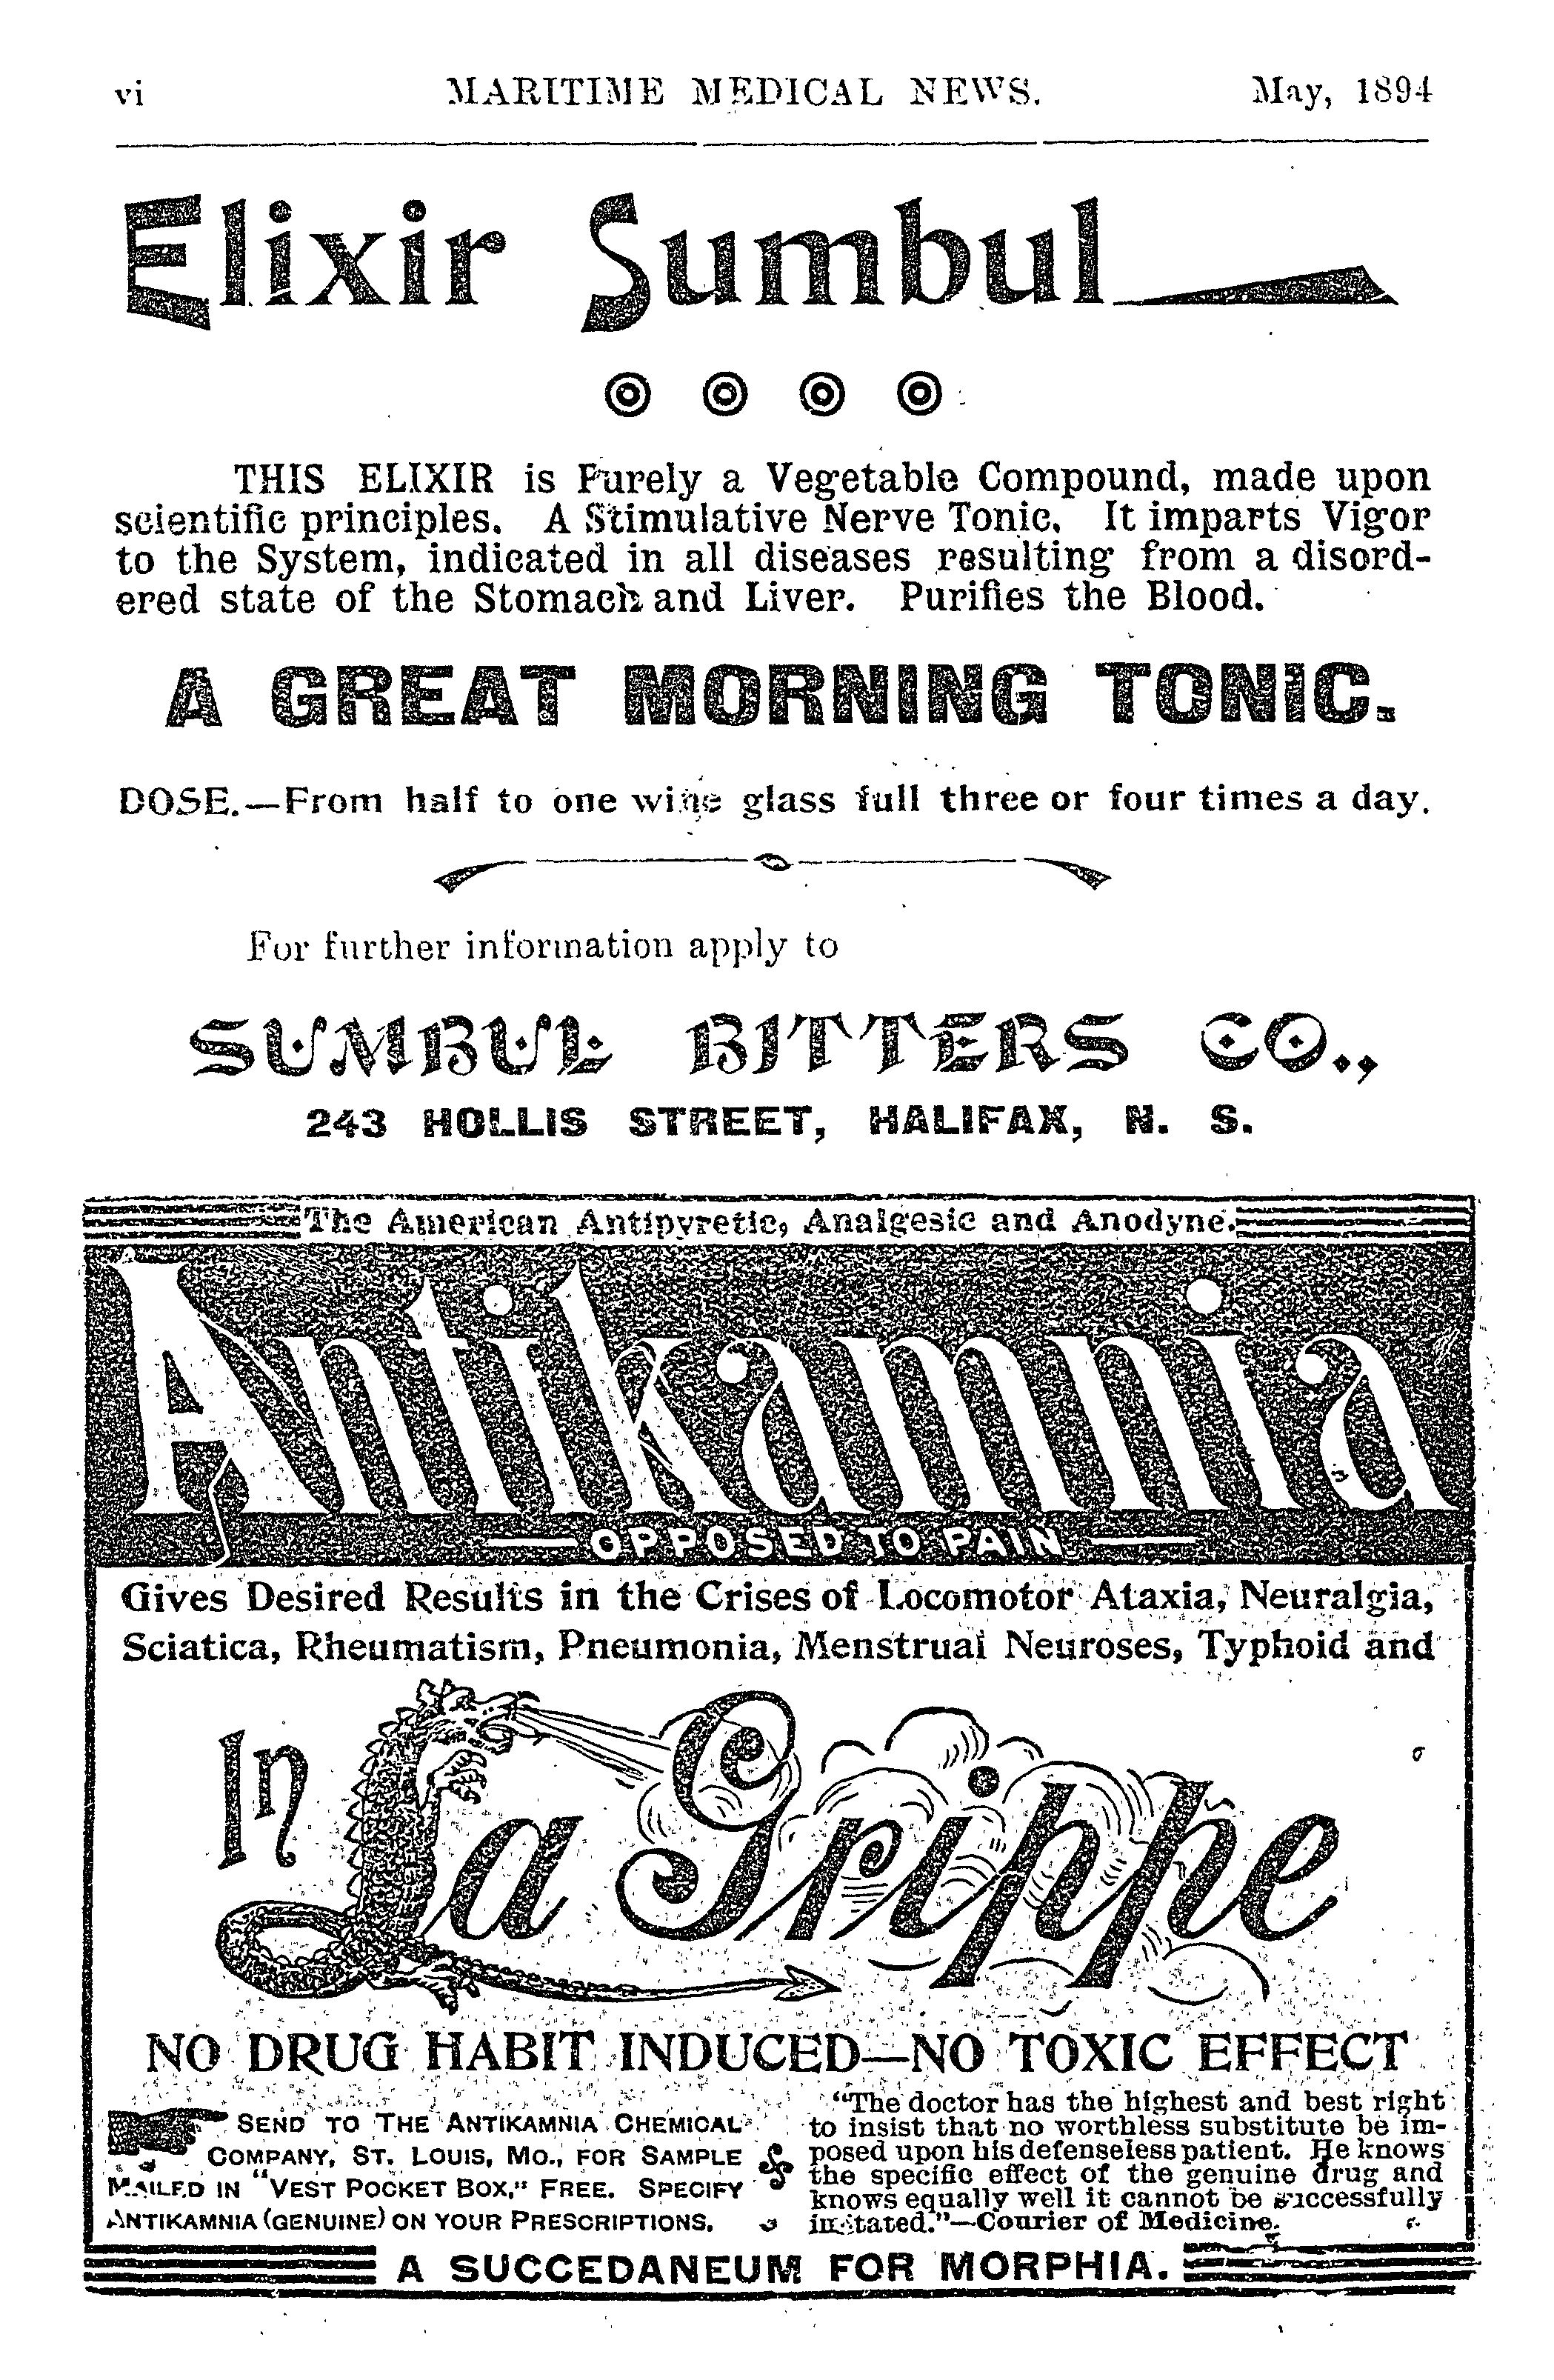 vi MARITIME MEDICAL NEWS. May, 1894
Elixir Sumbul
THIS ELIXIR is Purely a Vegetable Compound, made upon
scientific principles. A Stimulative Nerve Tonic. It imparts Vigor
to the System, indicated in all diseases resulting from a disord-
ered state of the Stomach and Liver. Purifies the Blood.
A GREAT MORNING TONIC.
DOSE.—From half to one wine glass full three or four times a day.
For further information apply to
SUMBUL BITTERS CO.,
243 HOLLIS STREET, HALIFAX, N. S.
The American Antipyretic, Analgesic and Anodyne.
Antikamnia
OPPOSED TO PAIN
Gives Desired Results in the Crises of Locomotor Ataxia, Neuralgia,
Sciatica, Rheumatism, Pneumonia, Menstrual Neuroses, Typhoid and
In La Grippe
NO DRUG HABIT INDUCED—NO TOXIC EFFECT
SEND TO THE ANTIKAMNIA CHEMICAL
COMPANY, ST. LOUIS, MO., FOR SAMPLE
MAILED IN "VEST POCKET BOX," FREE. SPECIFY
ANTIKAMNIA (GENUINE) ON YOUR PRESCRIPTIONS.
"The doctor has the highest and best right
to insist that no worthless substitute be im-
posed upon his defenseless patient. He knows
the specific effect of the genuine drug and
knows equally well it cannot be successfully
imitated."—Courier of Medicine.
A SUCCEDANEUM FOR MORPHIA.